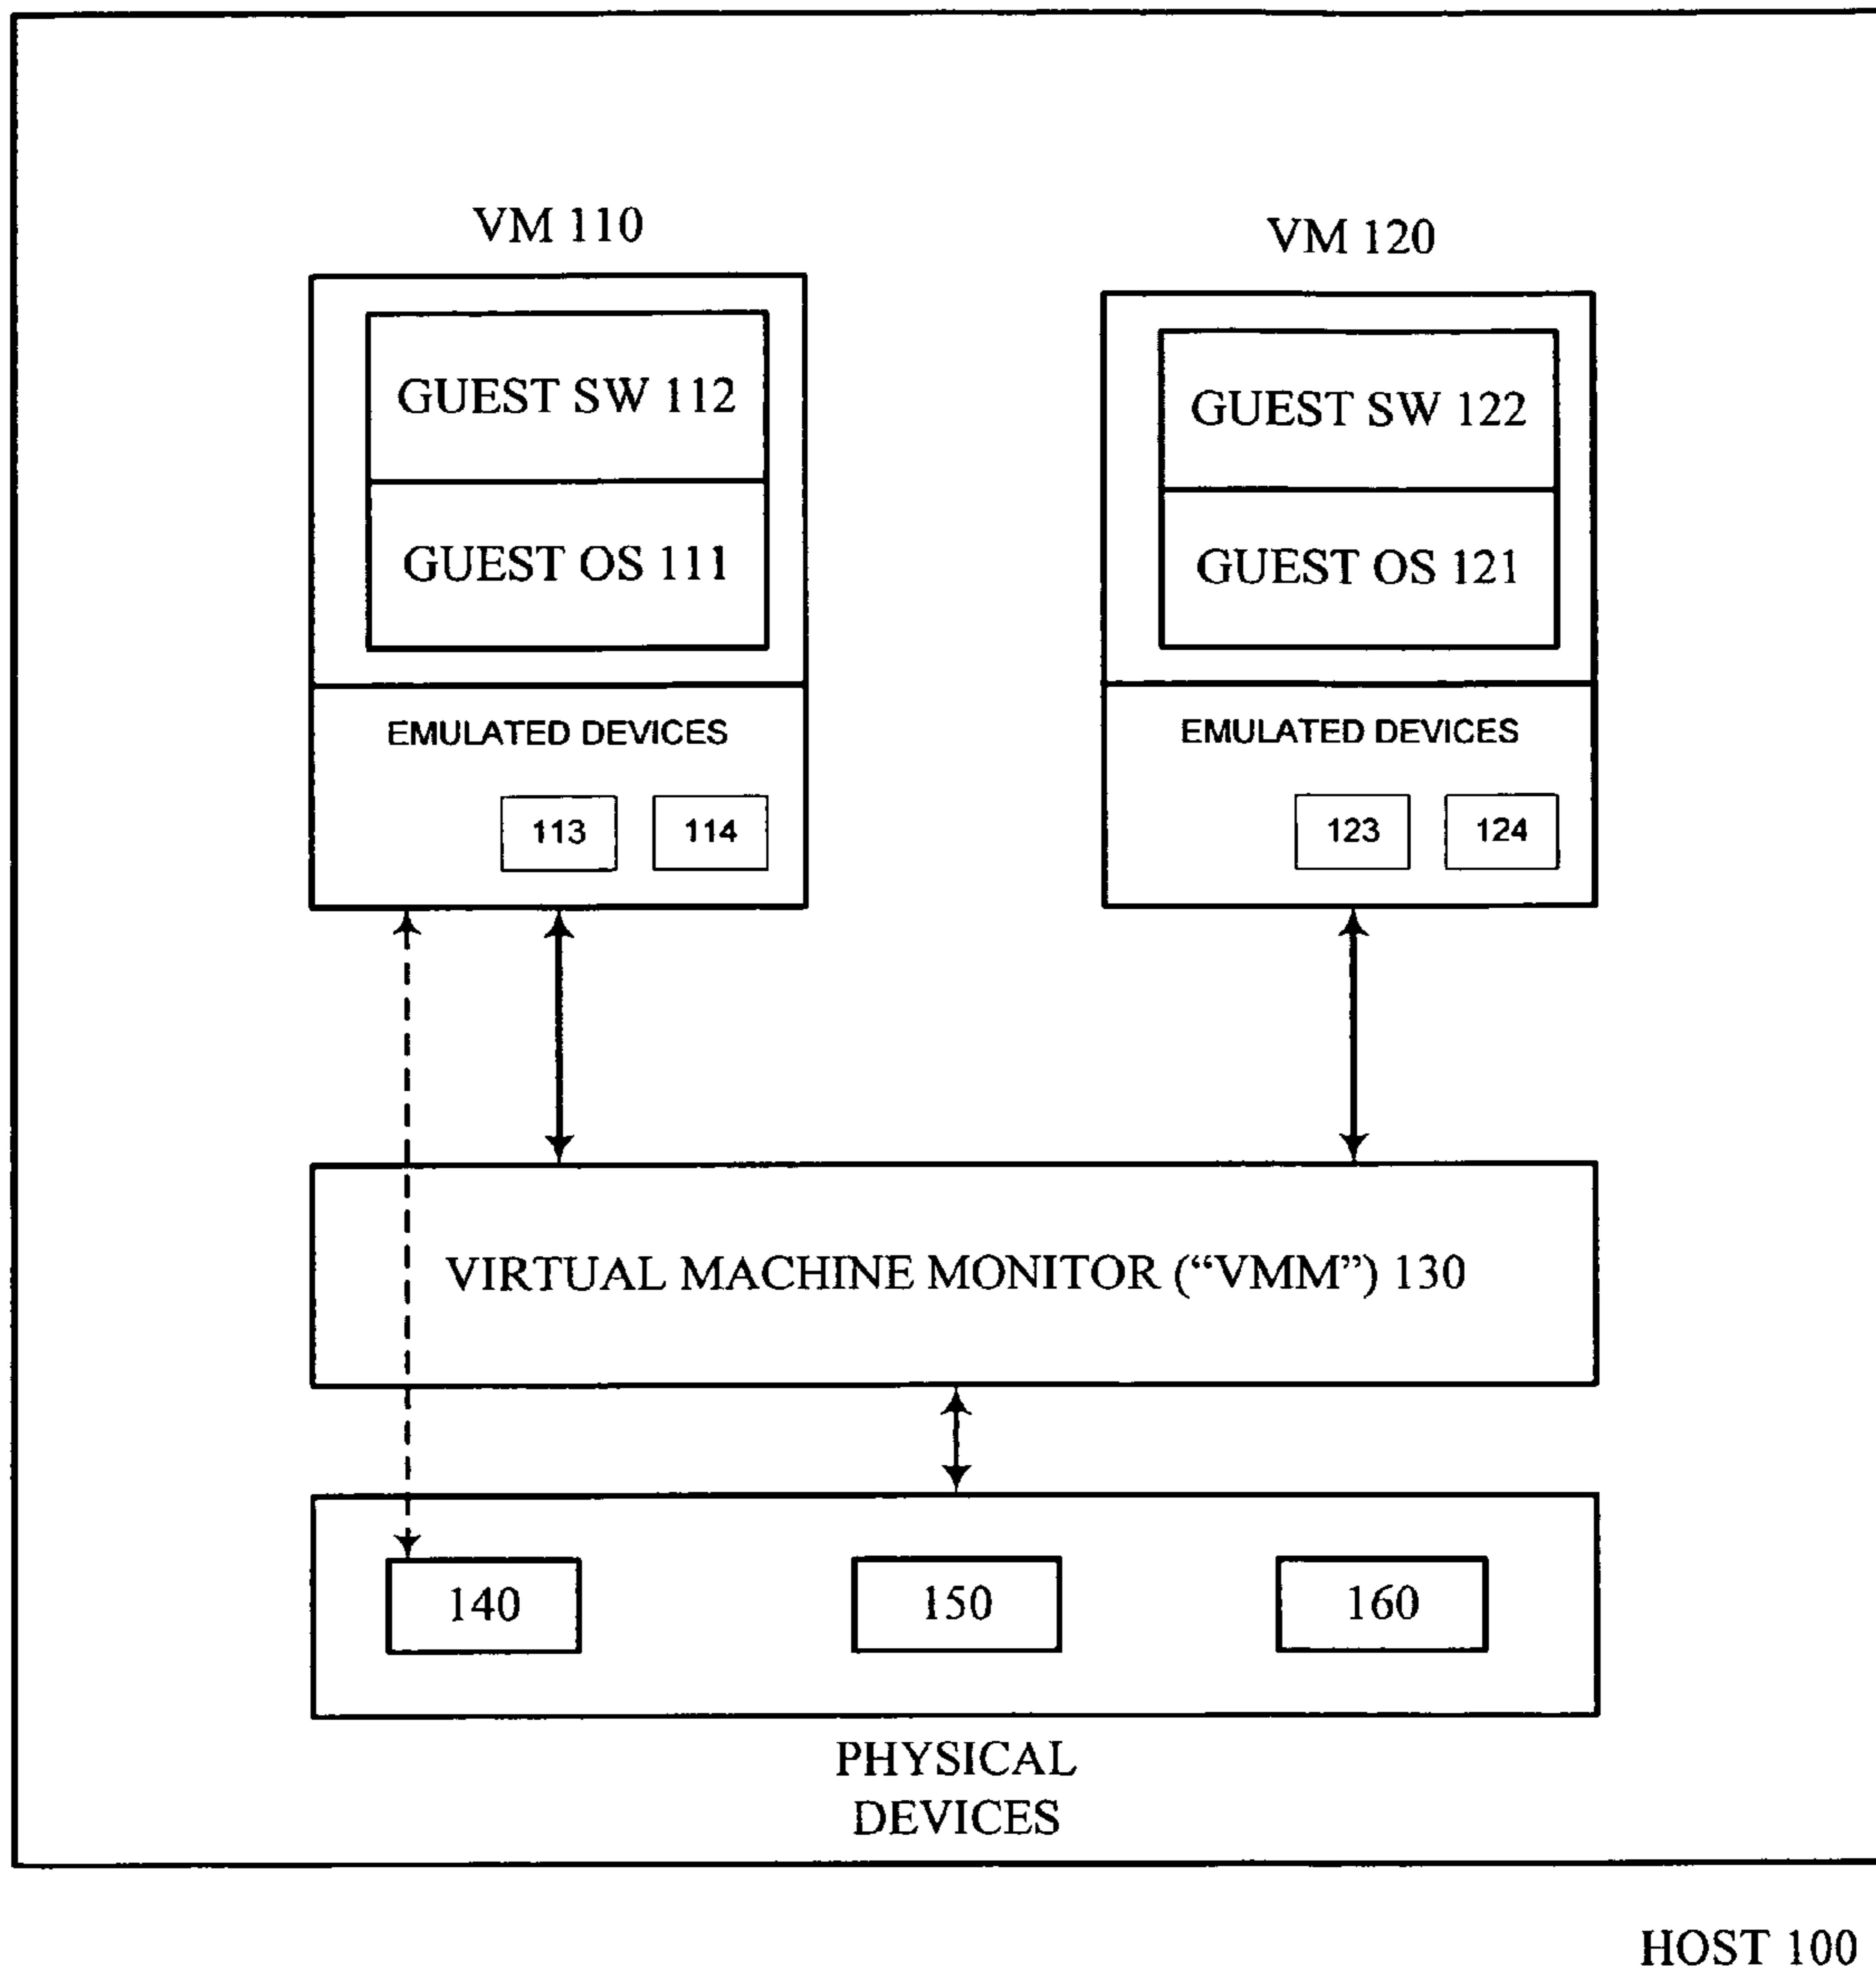 VM 110
VM 120
GUEST SW 112
GUEST OS 111
EMULATED DEVICES
113
114
GUEST SW 122
GUEST OS 121
EMULATED DEVICES
123
124
VIRTUAL MACHINE MONITOR (“VMM”) 130
140
150
160
PHYSICAL
DEVICES
HOST 100